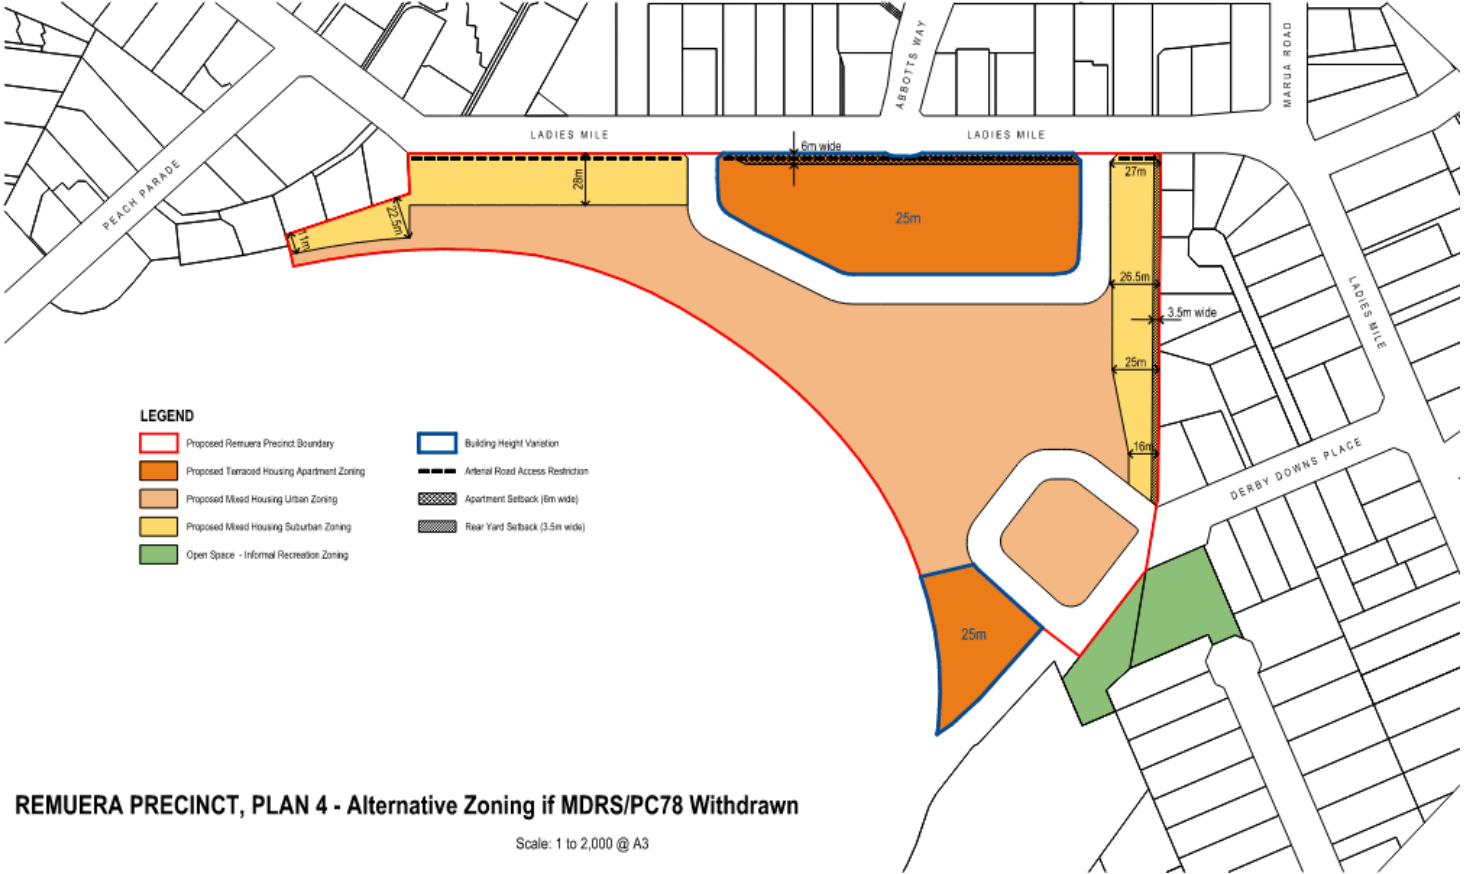 ABBOTTS WAY
MARUA ROAD
LADIES MILE
LADIES MILE
6m wide
PEACH PARADE
28m
27m
22.5m
11m
25m
26.5m
3.5m wide
LADIES MILE
25m
16m
DERBY DOWNS PLACE
25m
LEGEND
Proposed Remuera Precinct Boundary
Proposed Terraced Housing Apartment Zoning
Proposed Mixed Housing Urban Zoning
Proposed Mixed Housing Suburban Zoning
Open Space - Informal Recreation Zoning
Building Height Variation
Arterial Road Access Restriction
Apartment Setback (6m wide)
Rear Yard Setback (3.5m wide)
REMUERA PRECINCT, PLAN 4 - Alternative Zoning if MDRS/PC78 Withdrawn
Scale: 1 to 2,000 @ A3